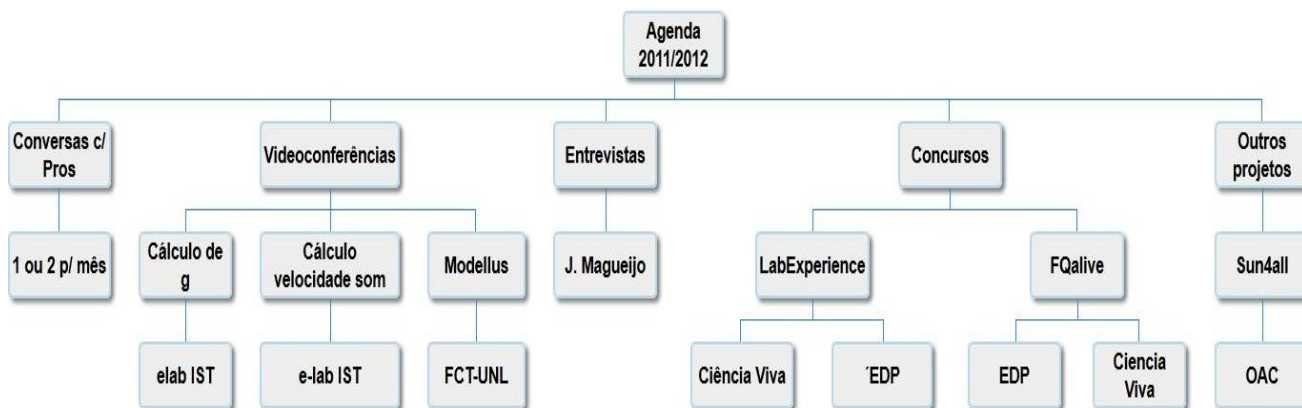 Agenda
2011/2012
Conversas c/
Pros
Videoconferências
Entrevistas
Concursos
Outros
projetos
1 ou 2 p/ mês
Cálculo de
g
Cálculo
velocidade som
Modellus
J. Magueijo
LabExperience
FQalive
Sun4all
elab IST
e-lab IST
FCT-UNL
Ciência Viva
´EDP
EDP
Ciencia
Viva
OAC